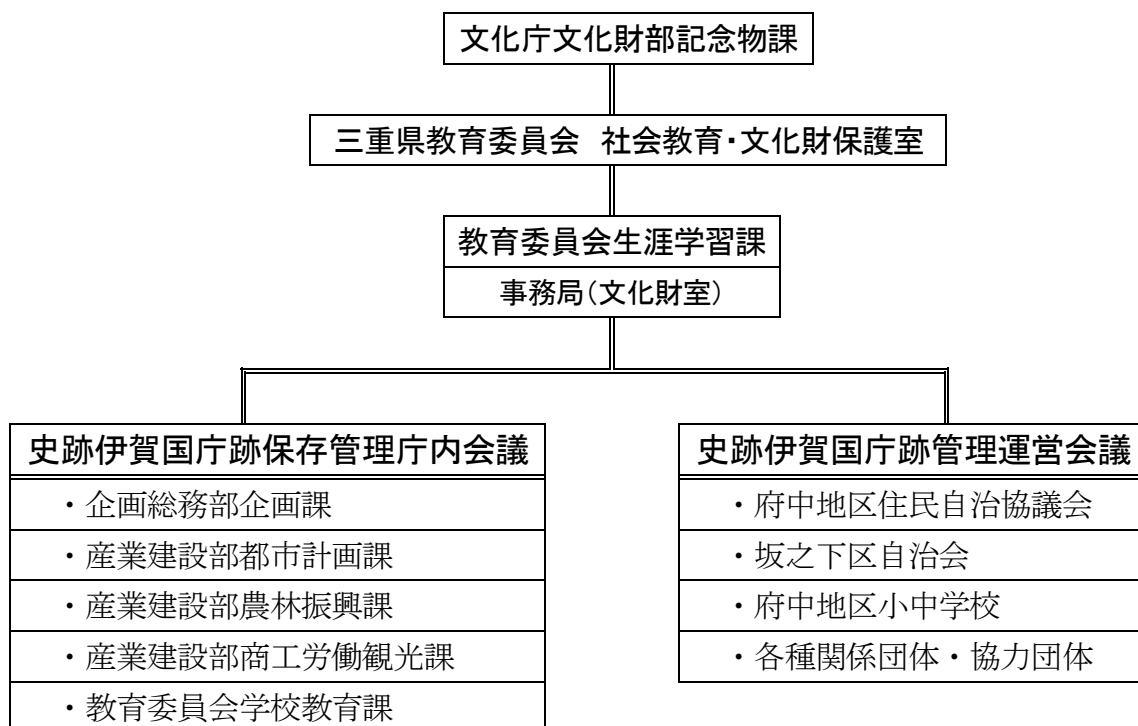 文化庁文化財部記念物課
三重県教育委員会　社会教育・文化財保護室
教育委員会生涯学習課
事務局(文化財室)
史跡伊賀国庁跡保存管理庁内会議
・企画総務部企画課
・産業建設部都市計画課
・産業建設部農林振興課
・産業建設部商工労働観光課
・教育委員会学校教育課
史跡伊賀国庁跡管理運営会議
・府中地区住民自治協議会
・坂之下区自治会
・府中地区小中学校
・各種関係団体・協力団体